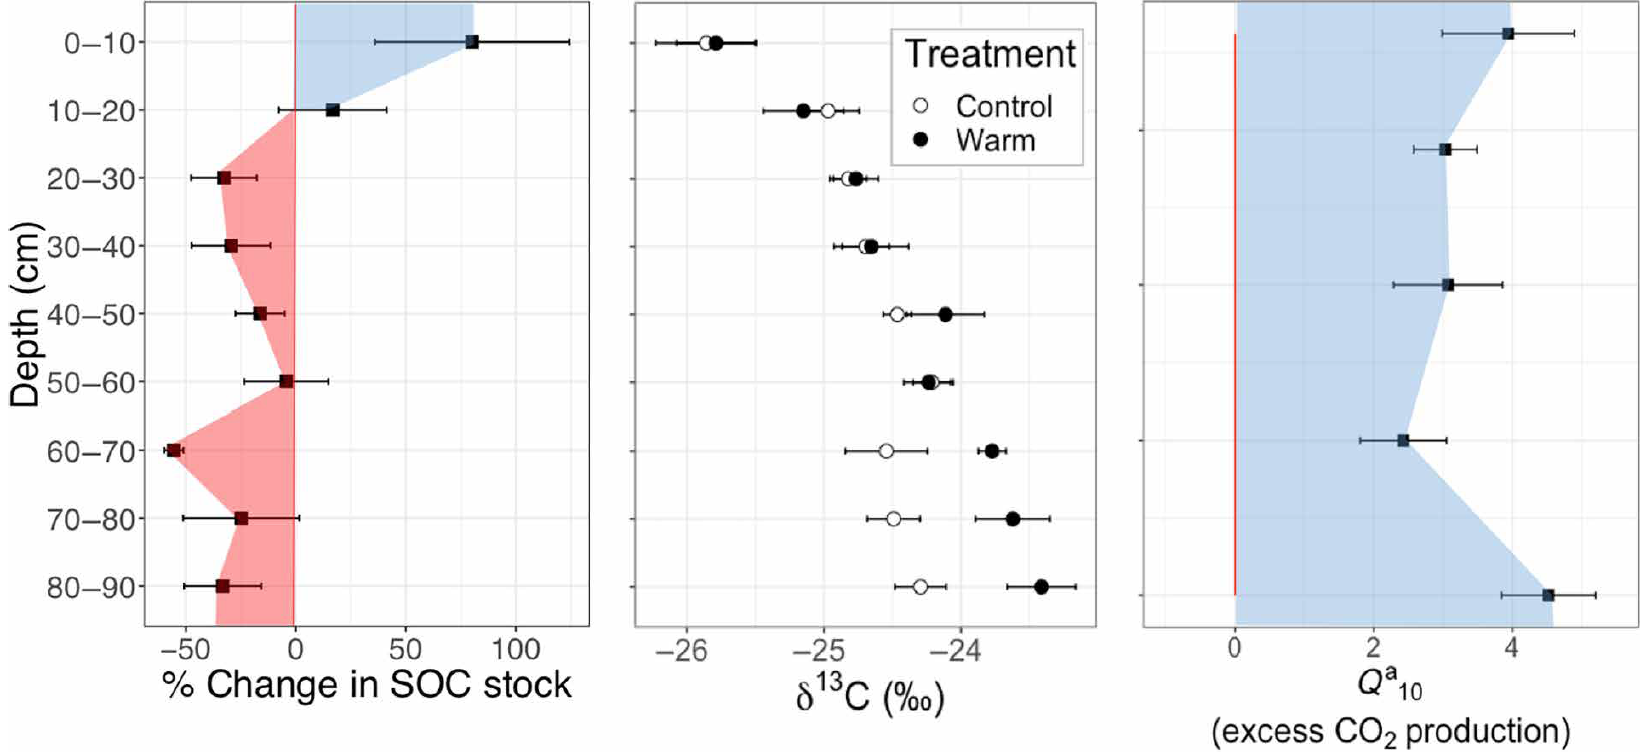 Depth (cm)
0–10
10–20
20–30
30–40
40–50
50–60
60–70
70–80
80–90
−50 0 50 100
% Change in SOC stock
Treatment
Control
Warm
−26 −25 −24
δ¹³C (‰)
0 2 4
Qᵃ₁₀
(excess CO₂ production)